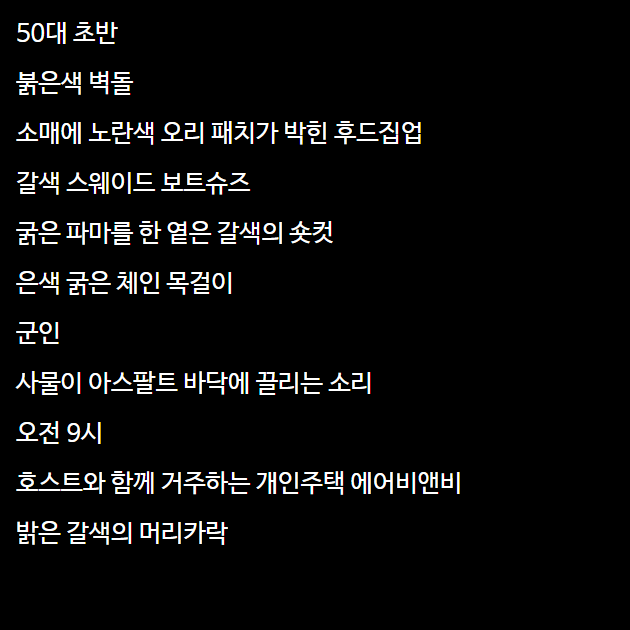 50대 초반
붉은색 벽돌
소매에 노란색 오리 패치가 박힌 후드집업
갈색 스웨이드 보트슈즈
굵은 파마를 한 옅은 갈색의 숏컷
은색 굵은 체인 목걸이
군인
사물이 아스팔트 바닥에 끌리는 소리
오전 9시
호스트와 함께 거주하는 개인주택 에어비앤비
밝은 갈색의 머리카락